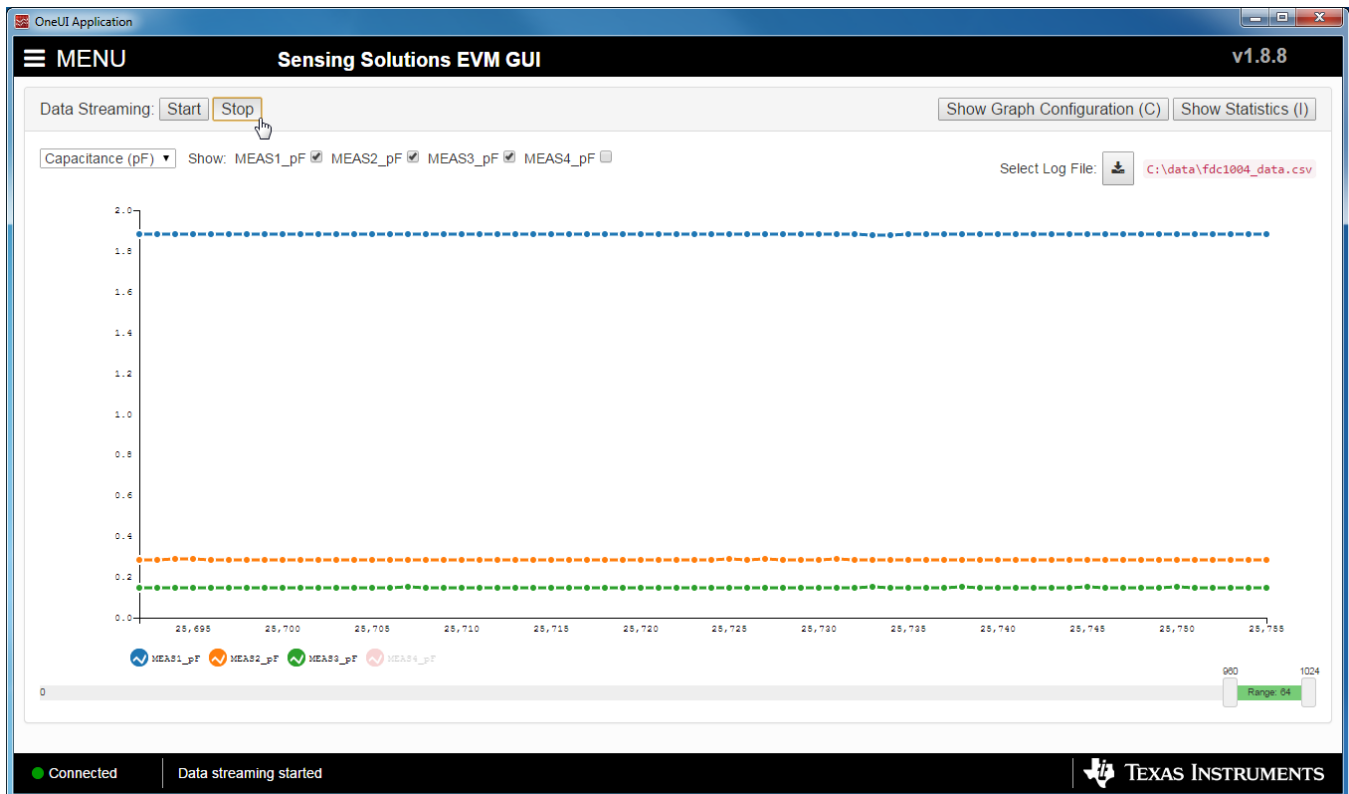 OneUI Application
MENU Sensing Solutions EVM GUI v1.8.8
Data Streaming: Start Stop Show Graph Configuration (C) Show Statistics (I)
Capacitance (pF) Show: MEAS1_pF MEAS2_pF MEAS3_pF MEAS4_pF
Select Log File: C:\data\fdc1004_data.csv
2.0
1.8
1.6
1.4
1.2
1.0
0.8
0.6
0.4
0.2
0.0
25,695 25,700 25,705 25,710 25,715 25,720 25,725 25,730 25,735 25,740 25,745 25,750 25,755
MEAS1_pF MEAS2_pF MEAS3_pF MEAS4_pF
960 1024
0 Range: 64
Connected Data streaming started TEXAS INSTRUMENTS